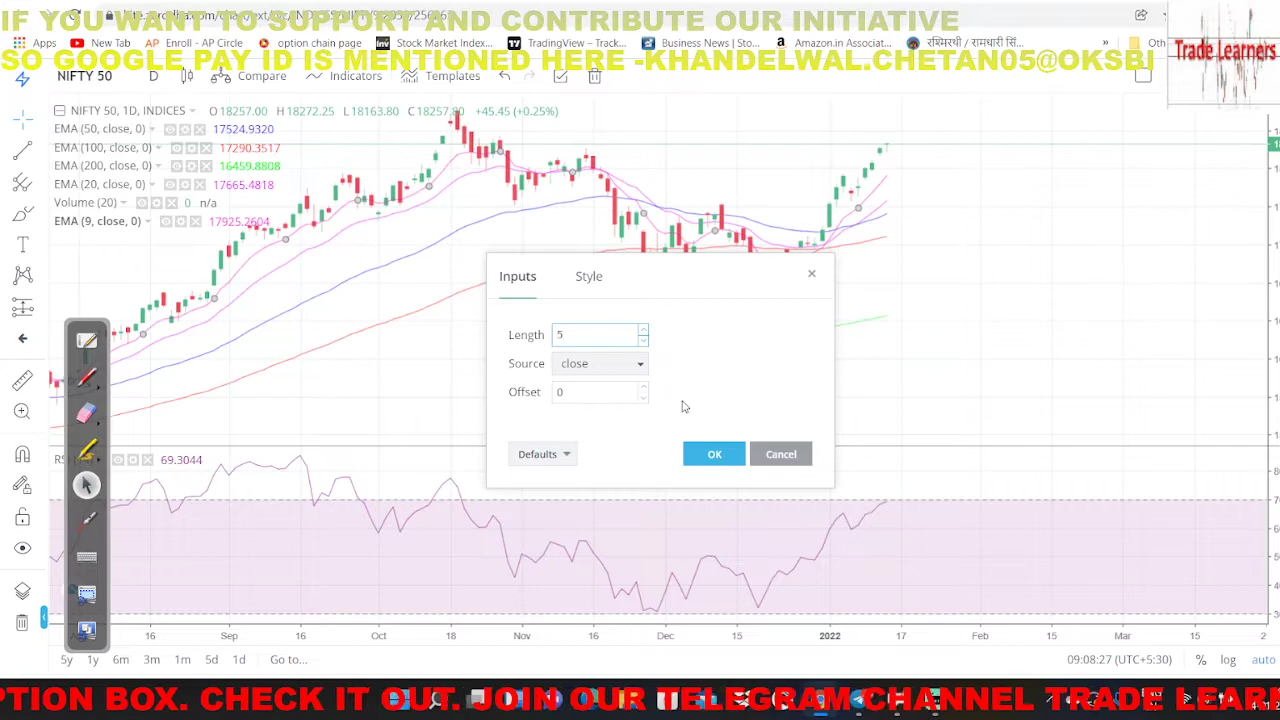 IF YOU WANT TO SUPPORT AND CONTRIBUTE OUR INITIATIVE
SO GOOGLE PAY ID IS MENTIONED HERE -KHANDELWAL.CHETAN05@OKSBI
Trade Learners
Apps
New Tab
AP Enroll - AP Circle
option chain page
Inv Stock Market Index...
TradingView – Track...
Business News | Sto...
a Amazon.in Associat...
रश्मिरथी / रामधारी सिं...
»
Oth
NIFTY 50
D
Compare
Indicators
Templates
NIFTY 50, 1D, INDICES
O 18257.00 H 18272.25 L 18163.80 C 18257.80 +45.45 (+0.25%)
EMA (50, close, 0) 17524.9320
EMA (100, close, 0) 17290.3517
EMA (200, close, 0) 16459.8808
EMA (20, close, 0) 17665.4818
Volume (20) 0 n/a
EMA (9, close, 0) 17925.2604
Inputs
Style
Length 5
Source close
Offset 0
Defaults
OK
Cancel
69.3044
16
Sep
16
Oct
18
Nov
16
Dec
15
2022
17
Feb
15
Mar
15
2
5y 1y 6m 3m 1m 5d 1d Go to...
09:08:27 (UTC+5:30)
% log auto
PTION BOX. CHECK IT OUT. JOIN OUR TELEGRAM CHANNEL TRADE LEAR